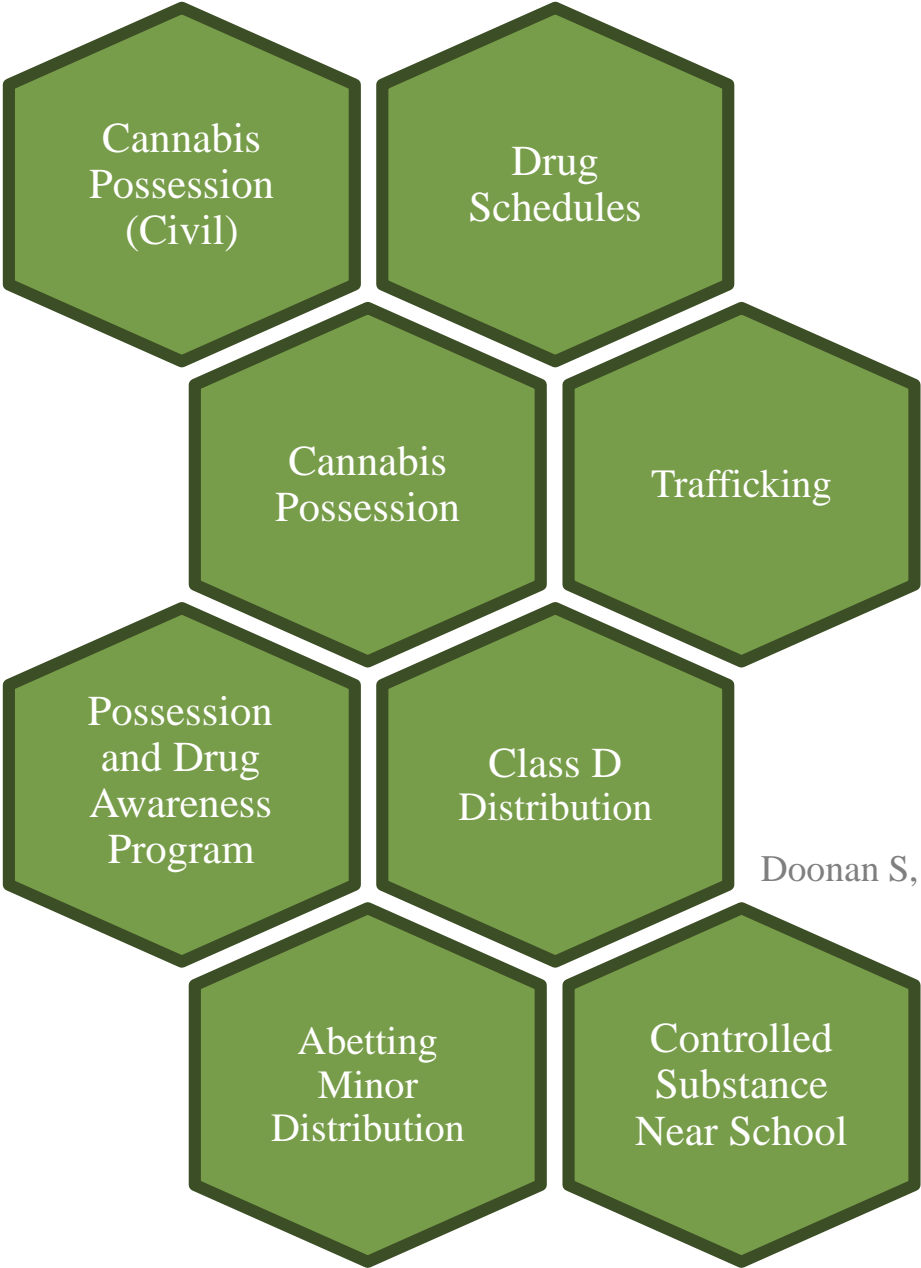 Cannabis
Possession
(Civil)
Drug
Schedules
Cannabis
Possession
Trafficking
Possession
and Drug
Awareness
Program
Class D
Distribution
Doonan S,
Abetting
Minor
Distribution
Controlled
Substance
Near School